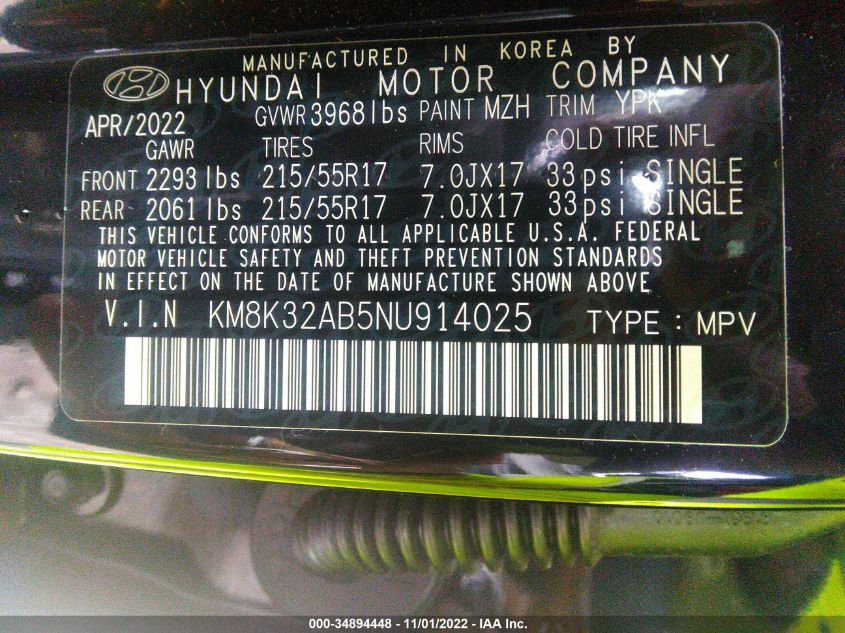 MANUFACTURED IN KOREA BY
HYUNDAI MOTOR COMPANY
APR/2022 GVWR 3968lbs PAINT MZH TRIM YPK
GAWR TIRES RIMS COLD TIRE INFL
FRONT 2293lbs 215/55R17 7.0JX17 33psi SINGLE
REAR 2061lbs 215/55R17 7.0JX17 33psi SINGLE
THIS VEHICLE CONFORMS TO ALL APPLICABLE U.S.A. FEDERAL
MOTOR VEHICLE SAFETY AND THEFT PREVENTION STANDARDS
IN EFFECT ON THE DATE OF MANUFACTURE SHOWN ABOVE
V.I.N KM8K32AB5NU914025 TYPE : MPV
000-34894448 - 11/01/2022 - IAA Inc.